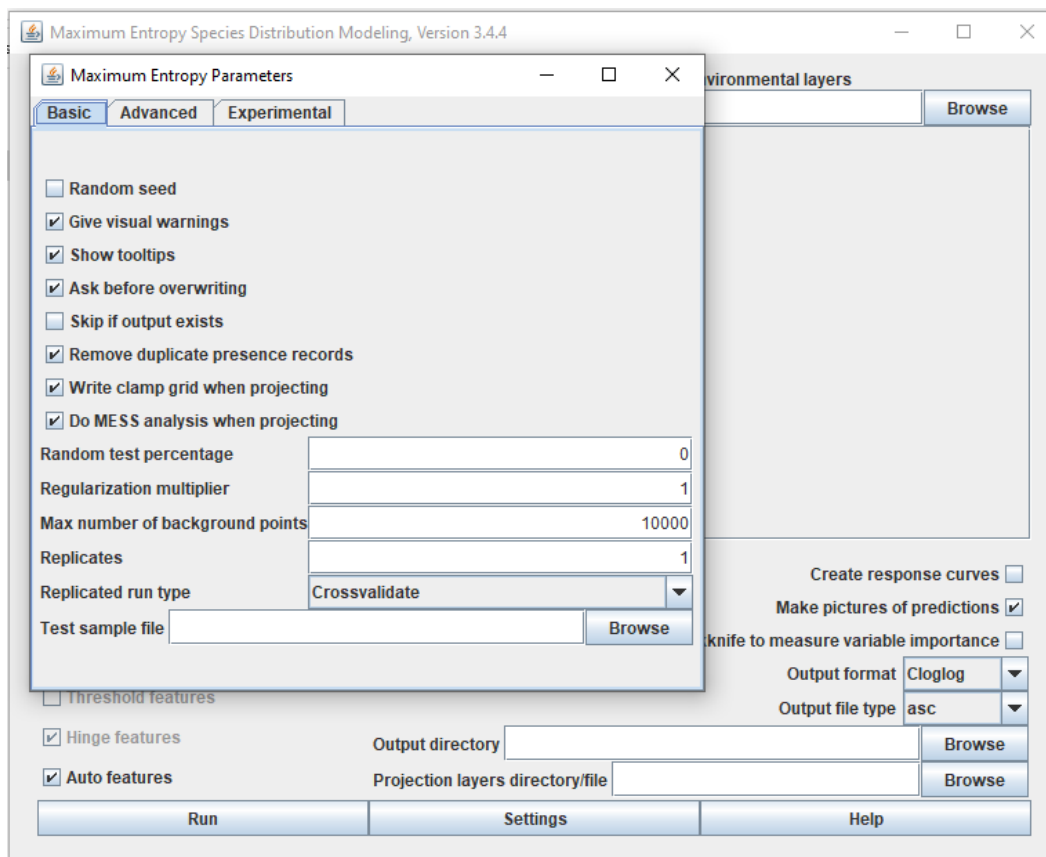 Maximum Entropy Species Distribution Modeling, Version 3.4.4
Maximum Entropy Parameters
Basic Advanced Experimental
Random seed
Give visual warnings
Show tooltips
Ask before overwriting
Skip if output exists
Remove duplicate presence records
Write clamp grid when projecting
Do MESS analysis when projecting
Random test percentage 0
Regularization multiplier 1
Max number of background points 10000
Replicates 1
Replicated run type Crossvalidate
Test sample file Browse
vironmental layers
Browse
Create response curves
Make pictures of predictions
knife to measure variable importance
Output format Cloglog
Output file type asc
Threshold features
Hinge features
Auto features
Output directory Browse
Projection layers directory/file Browse
Run Settings Help